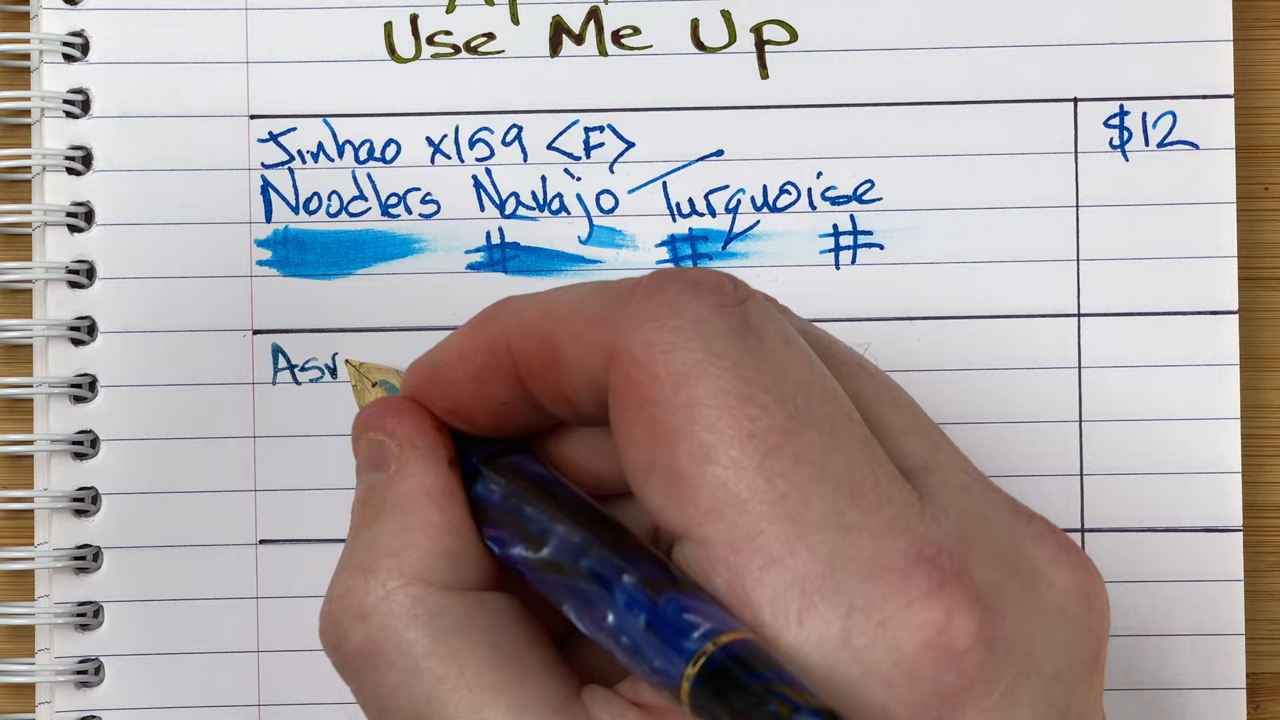 Use Me Up
Jinhao x159 <F>
$12
Noodlers Navajo Turquoise
# # # #
Asv